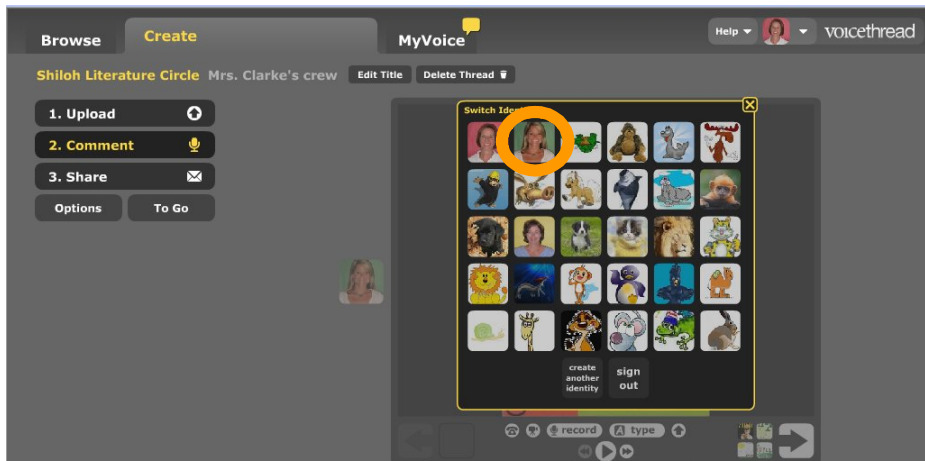 Browse
Create
MyVoice
Help
voicethread
Shiloh Literature Circle Mrs. Clarke's crew Edit Title Delete Thread
1. Upload
2. Comment
3. Share
Options To Go
Switch
create another identity
sign out
record
A type